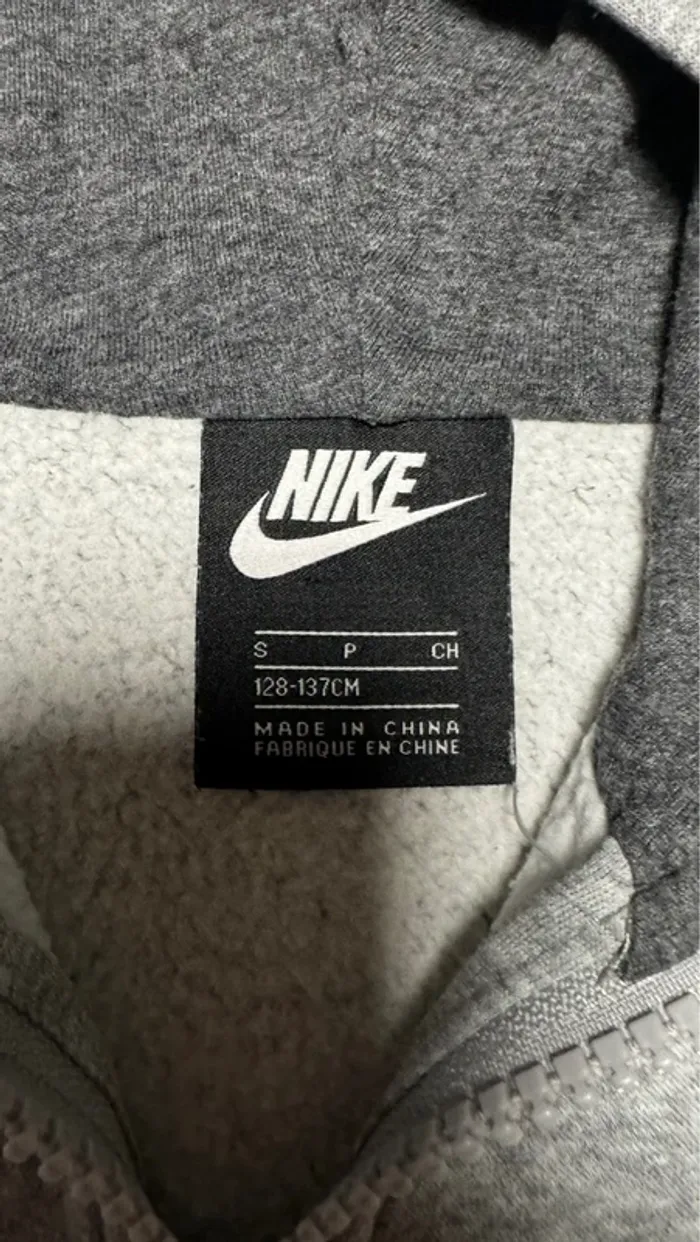 NIKE
S P CH
128-137CM
MADE IN CHINA
FABRIQUE EN CHINE